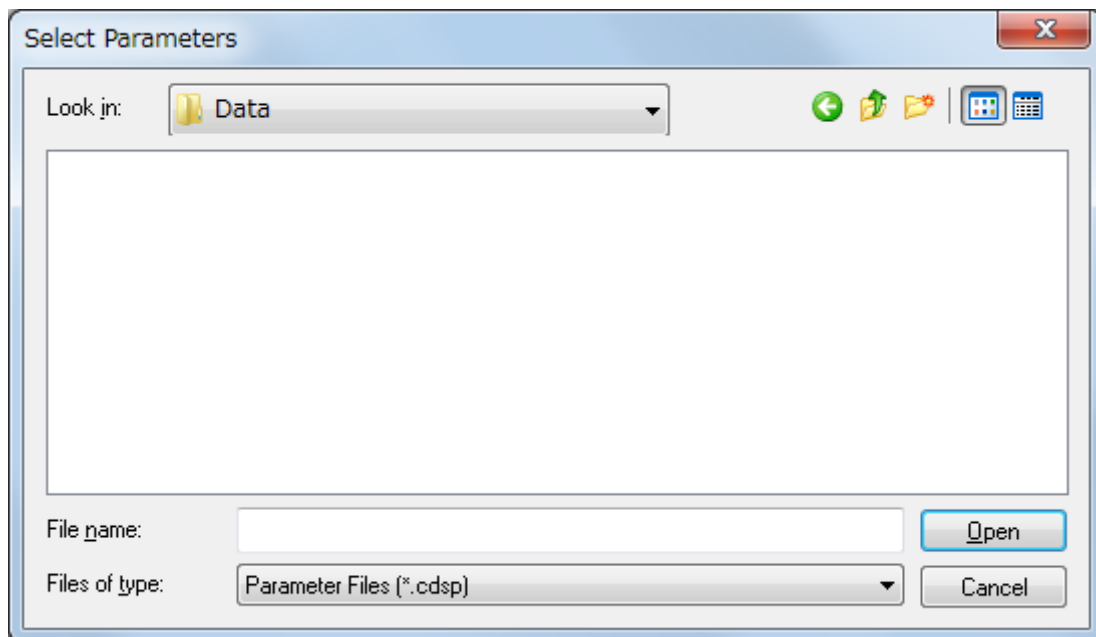 Select Parameters
Look in: Data
File name: Open
Files of type: Parameter Files (*.cdsp) Cancel